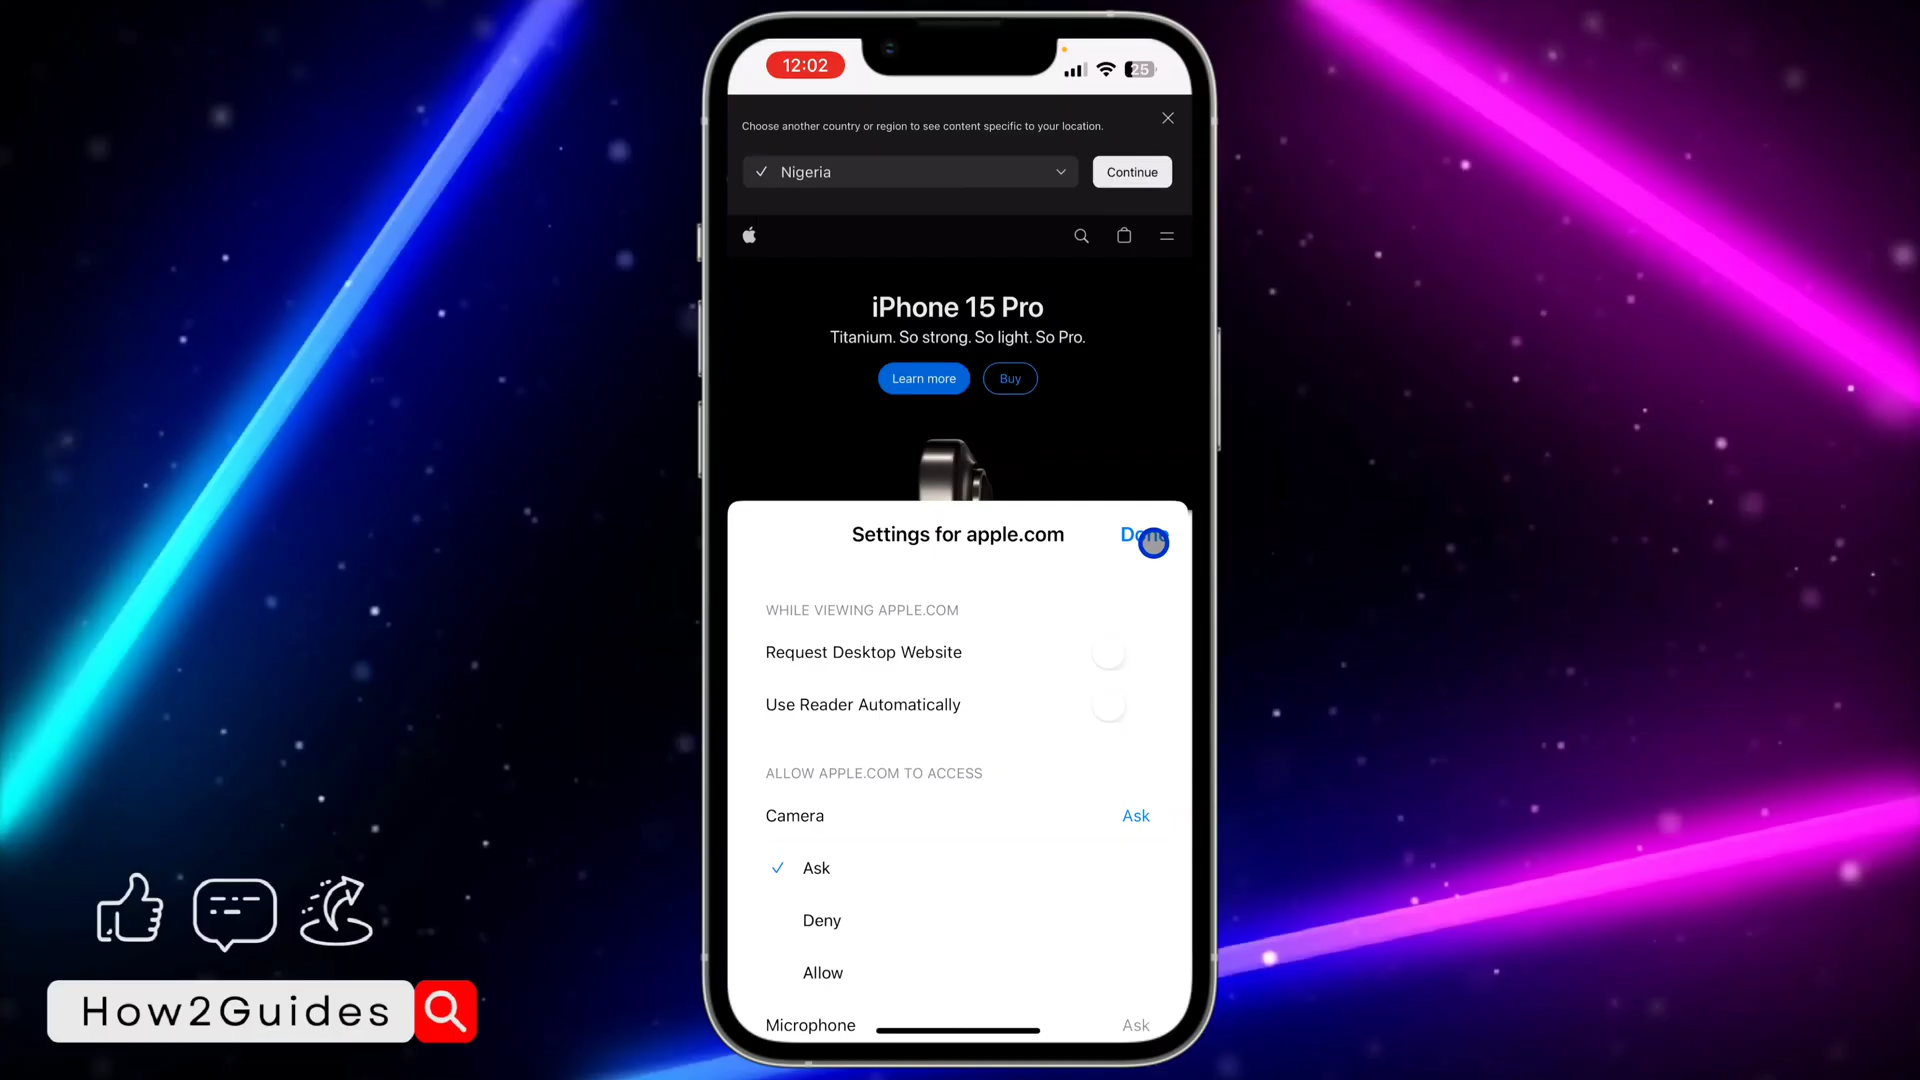 12:02
25
Choose another country or region to see content specific to your location.
Nigeria
Continue
iPhone 15 Pro
Titanium. So strong. So light. So Pro.
Learn more
Buy
Settings for apple.com
Done
WHILE VIEWING APPLE.COM
Request Desktop Website
Use Reader Automatically
ALLOW APPLE.COM TO ACCESS
Camera
Ask
Ask
Deny
Allow
Microphone
Ask
How2Guides